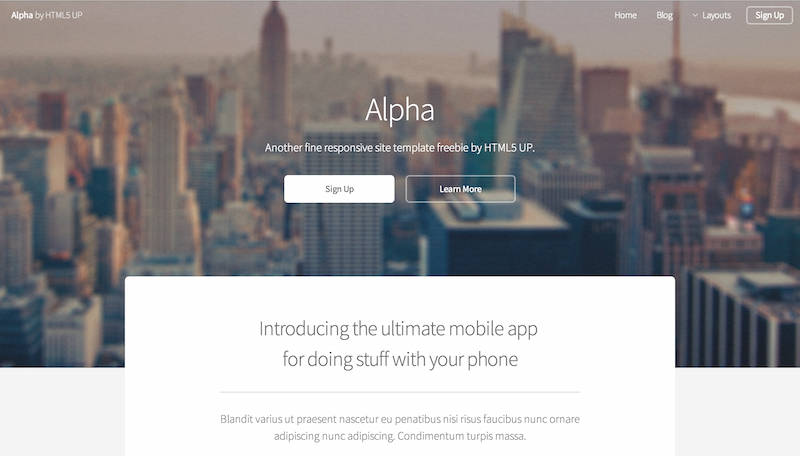 Alpha by HTML5 UP
Home Blog Layouts Sign Up
Alpha
Another fine responsive site template freebie by HTML5 UP.
Sign Up Learn More
Introducing the ultimate mobile app
for doing stuff with your phone
Blandit varius ut praesent nascetur eu penatibus nisi risus faucibus nunc ornare
adipiscing nunc adipiscing. Condimentum turpis massa.